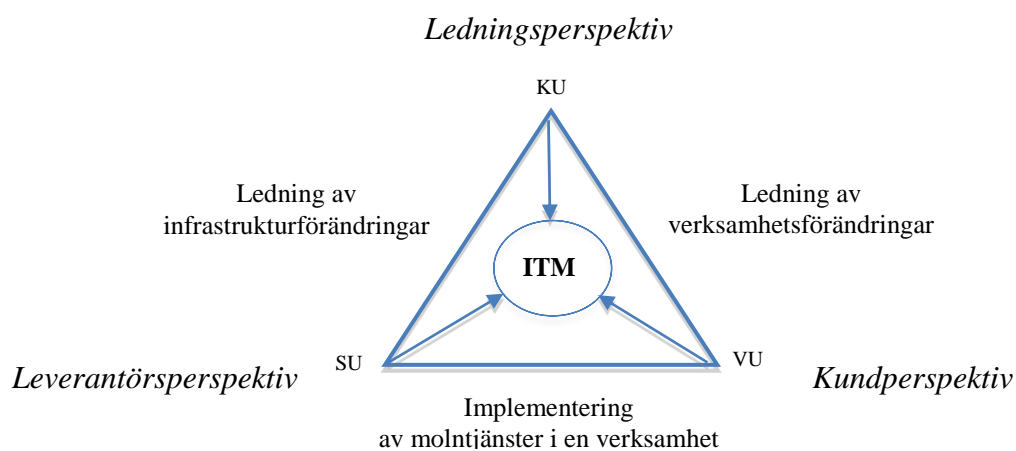 Ledningsperspektiv
KU
Ledning av
infrastrukturförändringar
Ledning av
verksamhetsförändringar
ITM
SU
VU
Leverantörsperspektiv
Kundperspektiv
Implementering
av molntjänster i en verksamhet